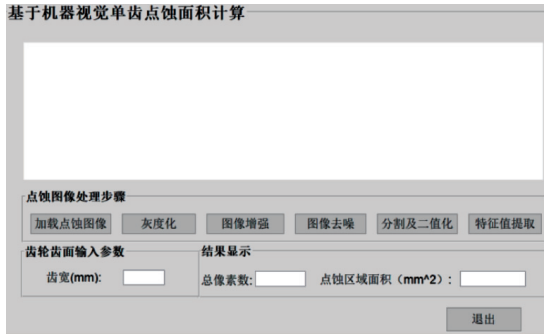 基于机器视觉单齿点蚀面积计算
点蚀图像处理步骤
加载点蚀图像 灰度化 图像增强 图像去噪 分割及二值化 特征值提取
齿轮齿面输入参数 结果显示
齿宽(mm): 总像素数: 点蚀区域面积（mm^2）:
退出